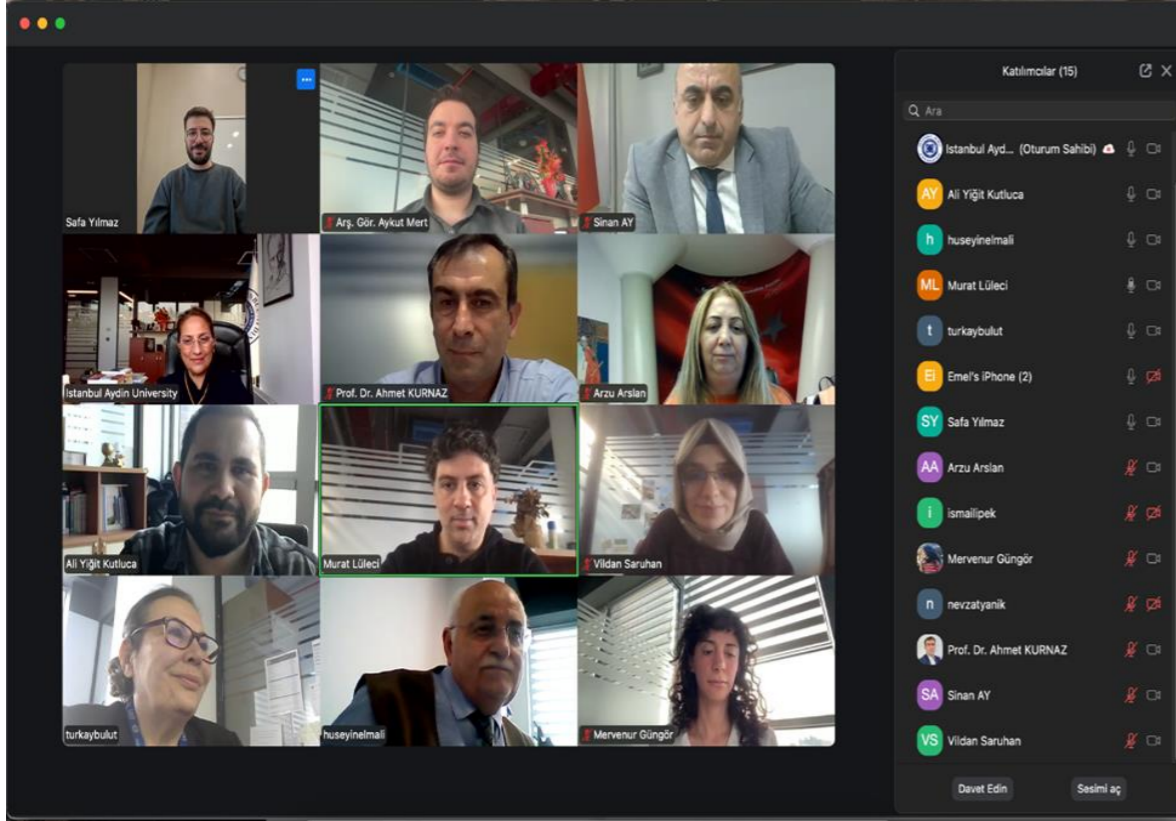 Safa Yılmaz
Arş. Gör. Aykut Mert
Sinan AY
Istanbul Aydin University
Prof. Dr. Ahmet KURNAZ
Arzu Arslan
Ali Yiğit Kutluca
Murat Lüleci
Vildan Saruhan
turkaybulut
huseyinelmali
Mervenur Güngör
Katılımcılar (15)
Ara
Istanbul Ayd... (Oturum Sahibi)
AY Ali Yiğit Kutluca
h huseyinelmali
ML Murat Lüleci
t turkaybulut
Ei Emel's iPhone (2)
SY Safa Yılmaz
AA Arzu Arslan
i ismailipek
Mervenur Güngör
n nevzatyanik
Prof. Dr. Ahmet KURNAZ
SA Sinan AY
VS Vildan Saruhan
Davet Edin
Sesimi aç